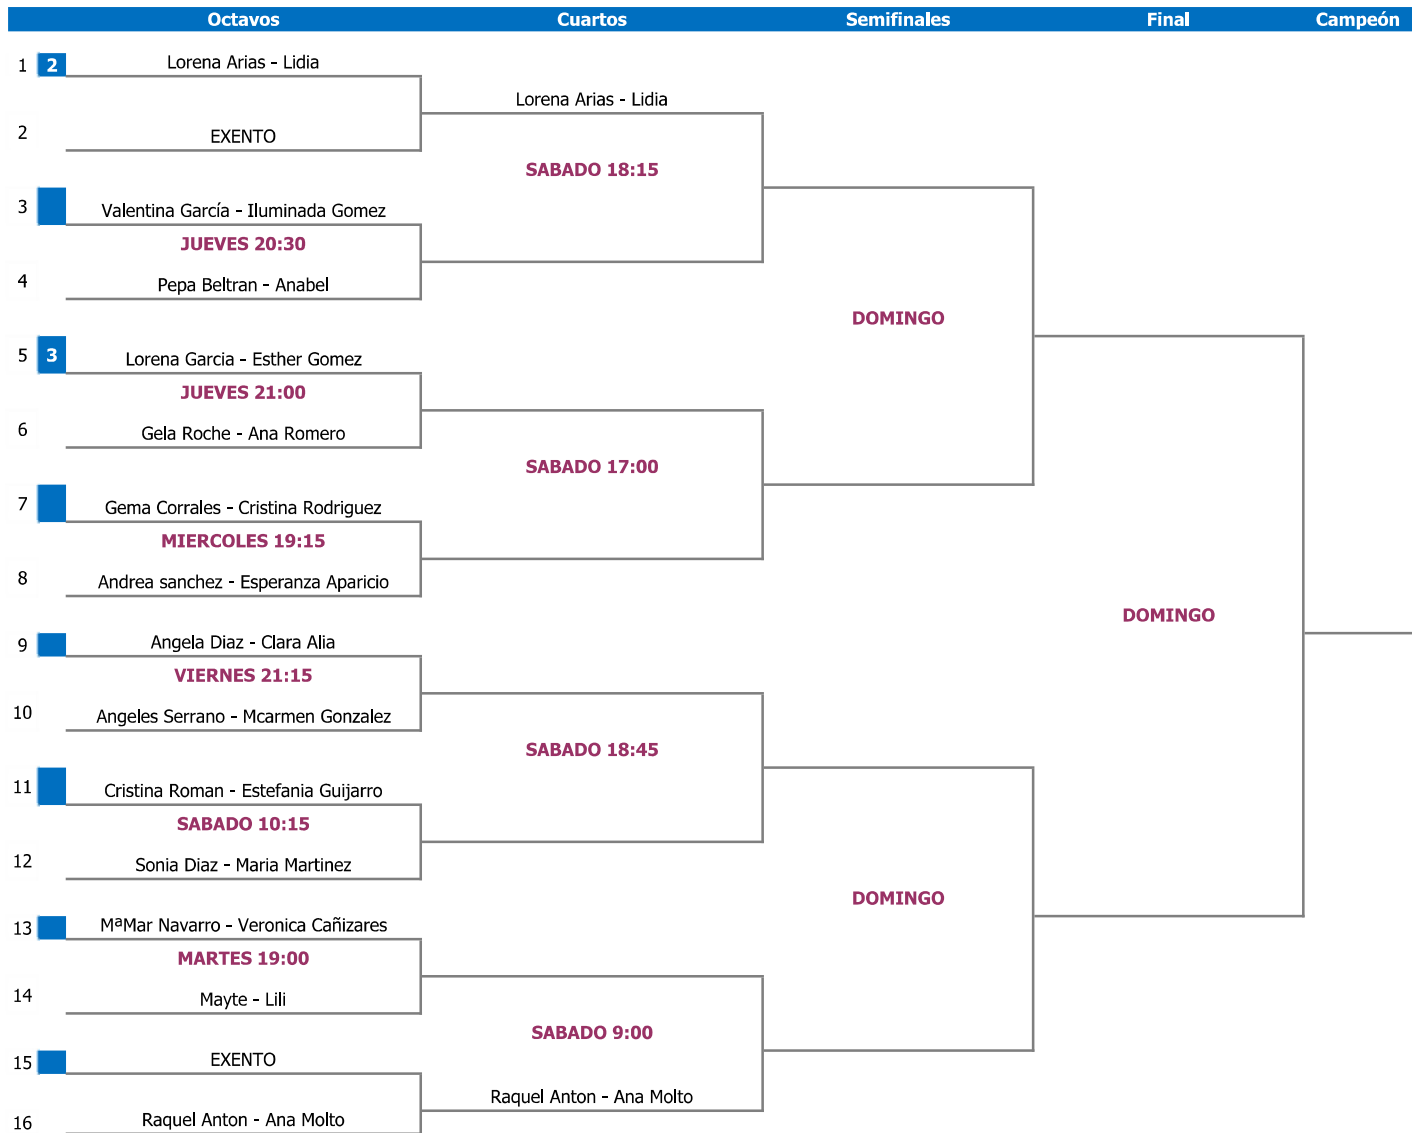 Octavos Cuartos Semifinales Final Campeón
1 2 Lorena Arias - Lidia
Lorena Arias - Lidia
2 EXENTO
SABADO 18:15
3 Valentina García - Iluminada Gomez
JUEVES 20:30
4 Pepa Beltran - Anabel
DOMINGO
5 3 Lorena Garcia - Esther Gomez
JUEVES 21:00
6 Gela Roche - Ana Romero
SABADO 17:00
7 Gema Corrales - Cristina Rodriguez
MIERCOLES 19:15
8 Andrea sanchez - Esperanza Aparicio
DOMINGO
9 Angela Diaz - Clara Alia
VIERNES 21:15
10 Angeles Serrano - Mcarmen Gonzalez
SABADO 18:45
11 Cristina Roman - Estefania Guijarro
SABADO 10:15
12 Sonia Diaz - Maria Martinez
DOMINGO
13 MªMar Navarro - Veronica Cañizares
MARTES 19:00
14 Mayte - Lili
SABADO 9:00
15 EXENTO
Raquel Anton - Ana Molto
16 Raquel Anton - Ana Molto